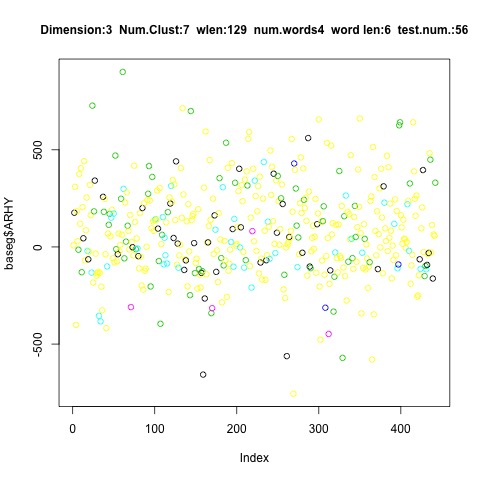 Dimension:3 Num.Clust:7 wlen:129 num.words4 word len:6 test.num.:56
500
0
-500
baseg$ARHY
0 100 200 300 400
Index